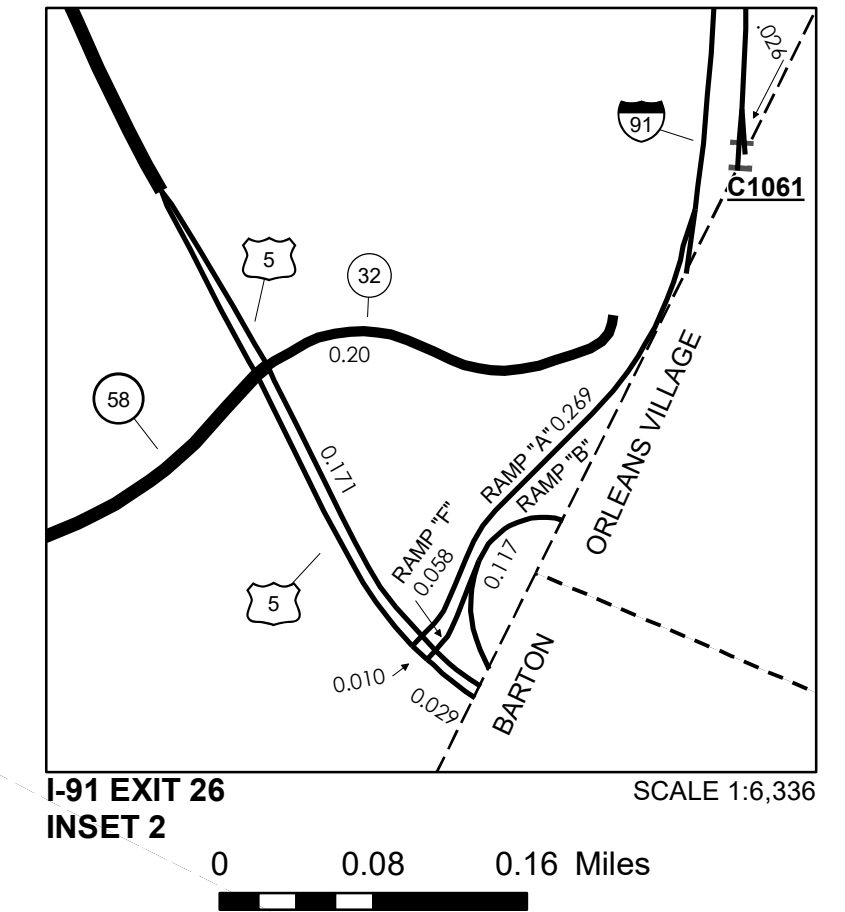 .026
91
C1061
5
32
0.20
58
ORLEANS VILLAGE
RAMP "A" 0.269
RAMP "B"
0.171
RAMP "F"
0.058
0.117
5
BARTON
0.010
0.029
I-91 EXIT 26
SCALE 1:6,336
INSET 2
0 0.08 0.16 Miles